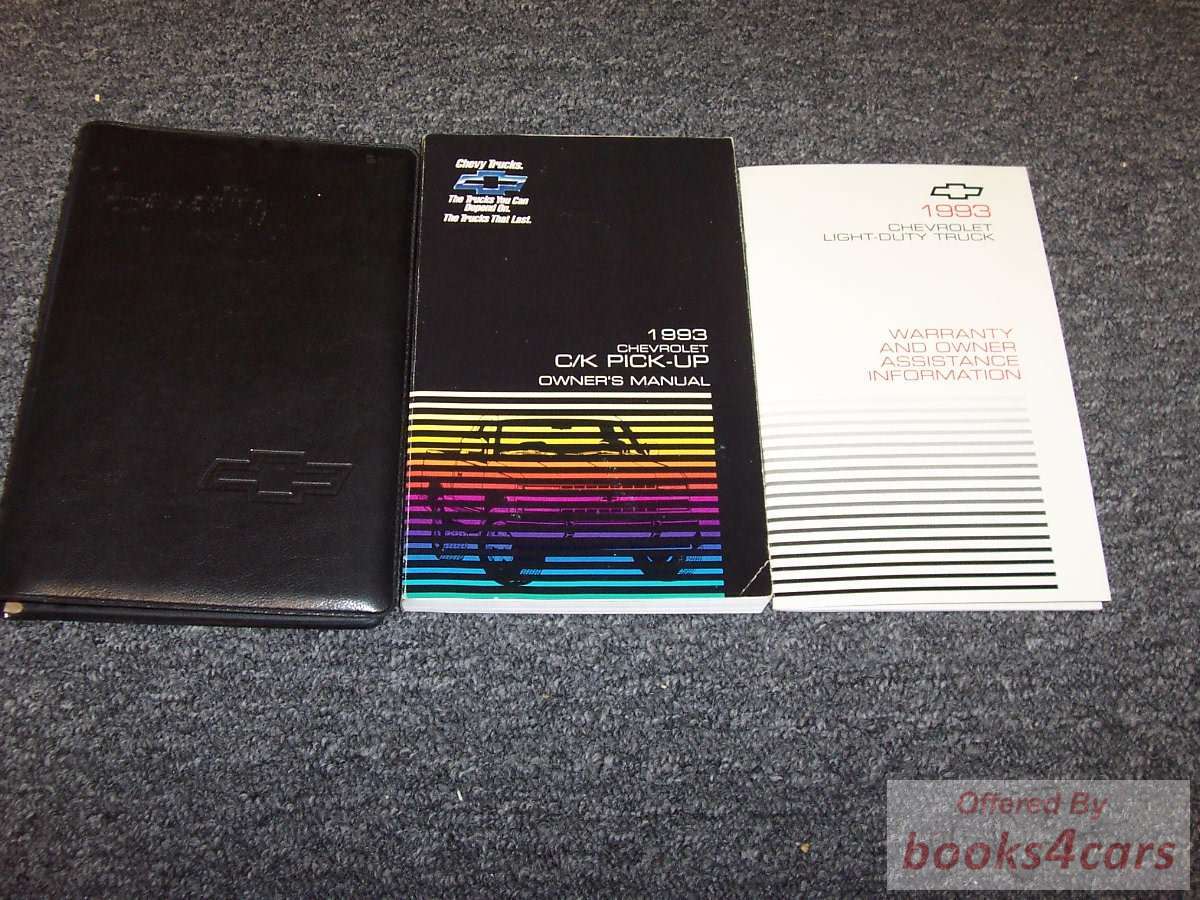 Chevy Trucks.
The Trucks You Can
Depend On.
The Trucks That Last.
1993
CHEVROLET
C/K PICK-UP
OWNER'S MANUAL
1993
CHEVROLET
LIGHT-DUTY TRUCK
WARRANTY
AND OWNER
ASSISTANCE
INFORMATION
Offered By
books4cars